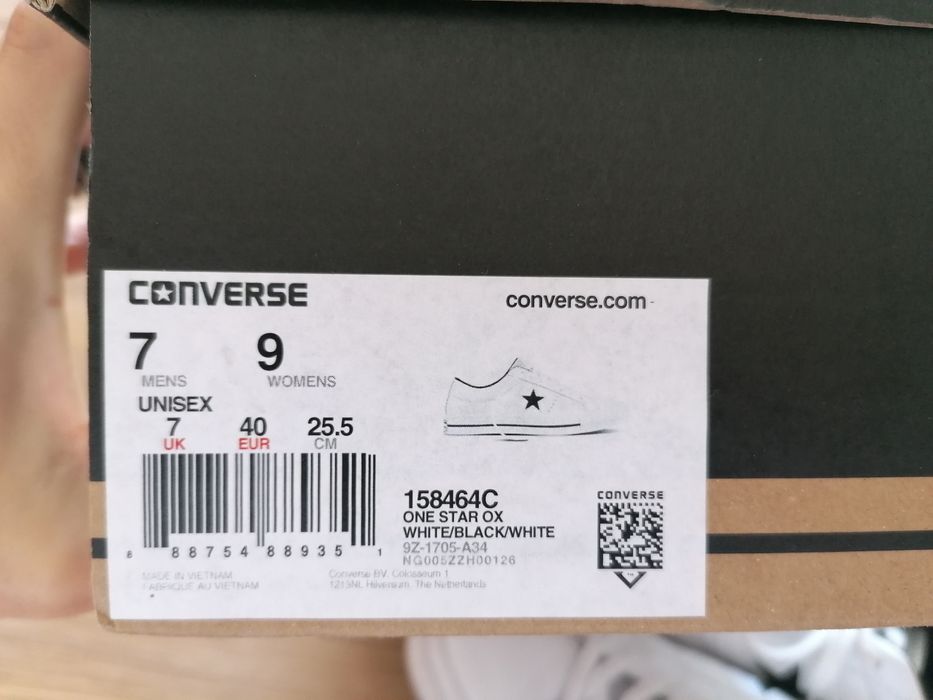 CONVERSE
converse.com
7 9
MENS WOMENS
UNISEX
7 40 25.5
UK EUR CM
158464C
ONE STAR OX
WHITE/BLACK/WHITE
9Z-1705-A34
NG005ZZH00126
CONVERSE
8 88754 88935 1
MADE IN VIETNAM
FABRIQUE AU VIETNAM
Converse BV. Colosseum 1
1213NL Hilversum, The Netherlands